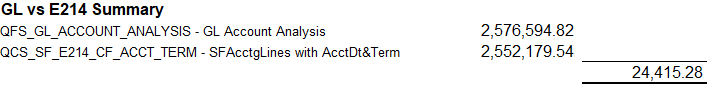 GL vs E214 Summary
QFS_GL_ACCOUNT_ANALYSIS - GL Account Analysis 2,576,594.82
QCS_SF_E214_CF_ACCT_TERM - SFAcctgLines with AcctDt&Term 2,552,179.54
24,415.28